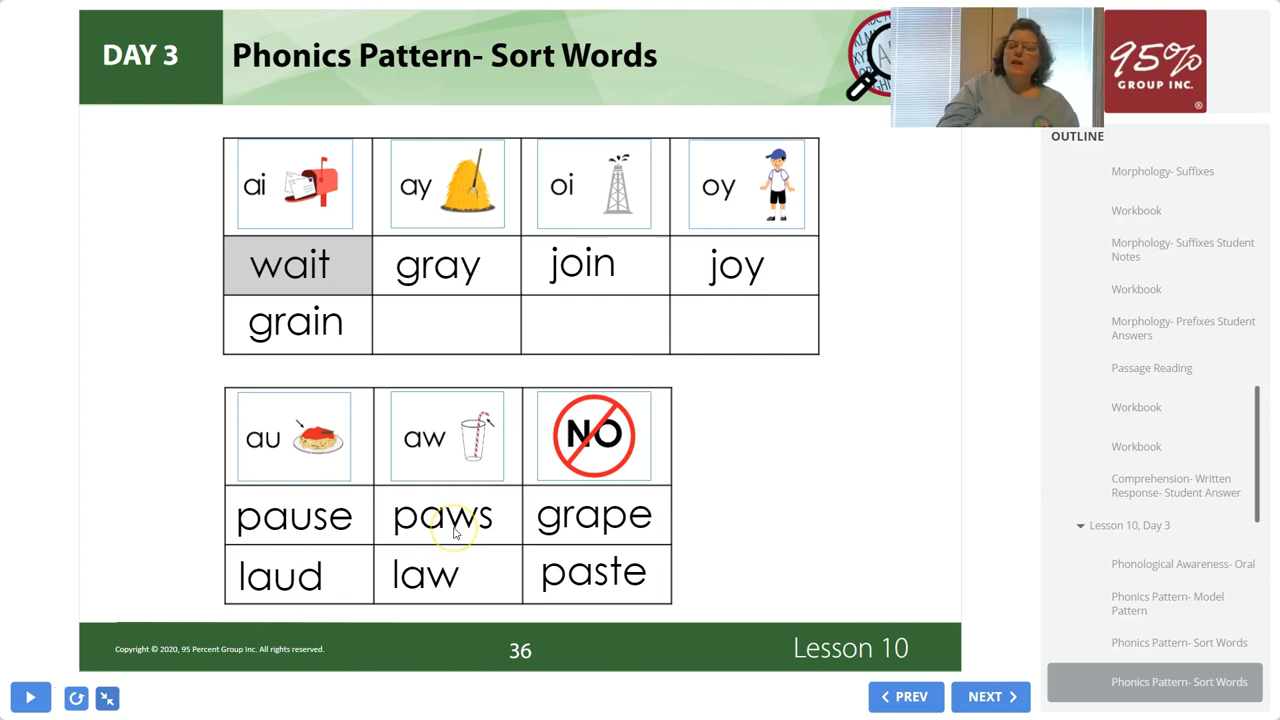 DAY 3
Phonics Pattern- Sort Words
95%
GROUP INC.
®
ai
ay
oi
oy
wait
gray
join
joy
grain
au
aw
NO
pause
paws
grape
laud
law
paste
Copyright © 2020, 95 Percent Group Inc. All rights reserved.
36
Lesson 10
OUTLINE
Morphology- Suffixes
Workbook
Morphology- Suffixes Student
Notes
Workbook
Morphology- Prefixes Student
Answers
Passage Reading
Workbook
Workbook
Comprehension- Written
Response- Student Answer
Lesson 10, Day 3
Phonological Awareness- Oral
Phonics Pattern- Model
Pattern
Phonics Pattern- Sort Words
Phonics Pattern- Sort Words
PREV
NEXT